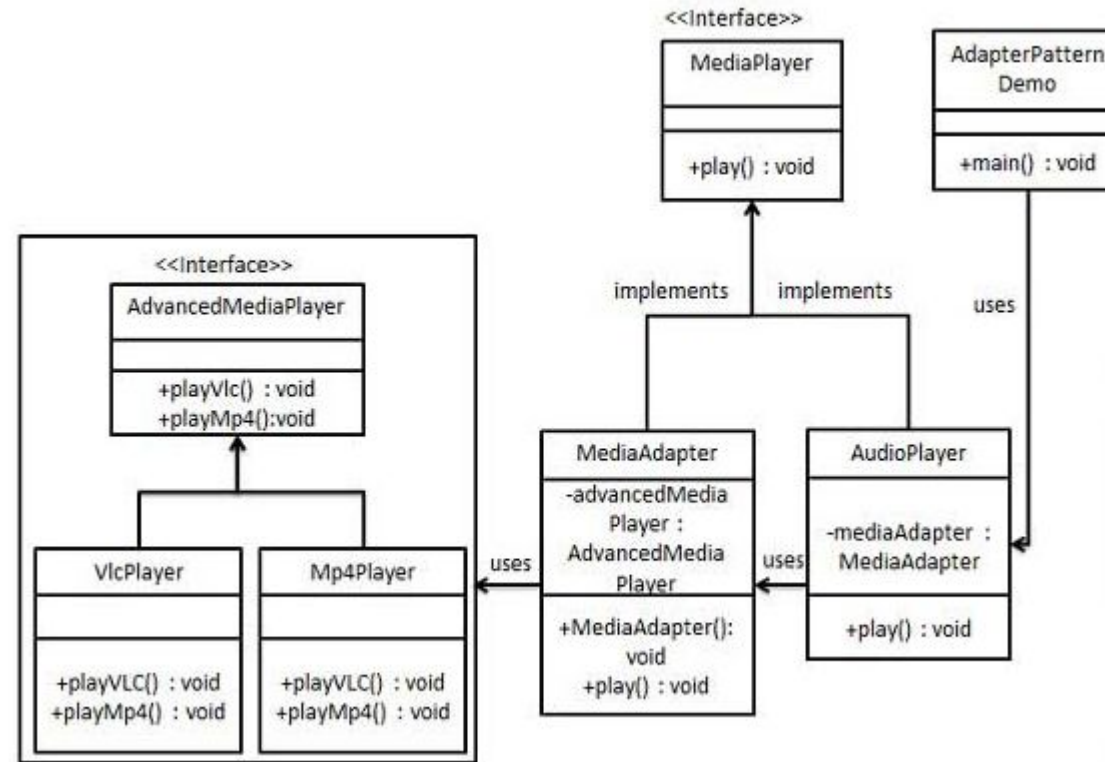 <<Interface>>
MediaPlayer
+play() : void
AdapterPattern
Demo
+main() : void
implements
implements
uses
<<Interface>>
AdvancedMediaPlayer
+playVlc() : void
+playMp4():void
VlcPlayer
+playVLC() : void
+playMp4() : void
Mp4Player
+playVLC() : void
+playMp4() : void
uses
MediaAdapter
-advancedMedia
Player :
AdvancedMedia
Player
+MediaAdapter():
void
+play() : void
uses
AudioPlayer
-mediaAdapter :
MediaAdapter
+play() : void